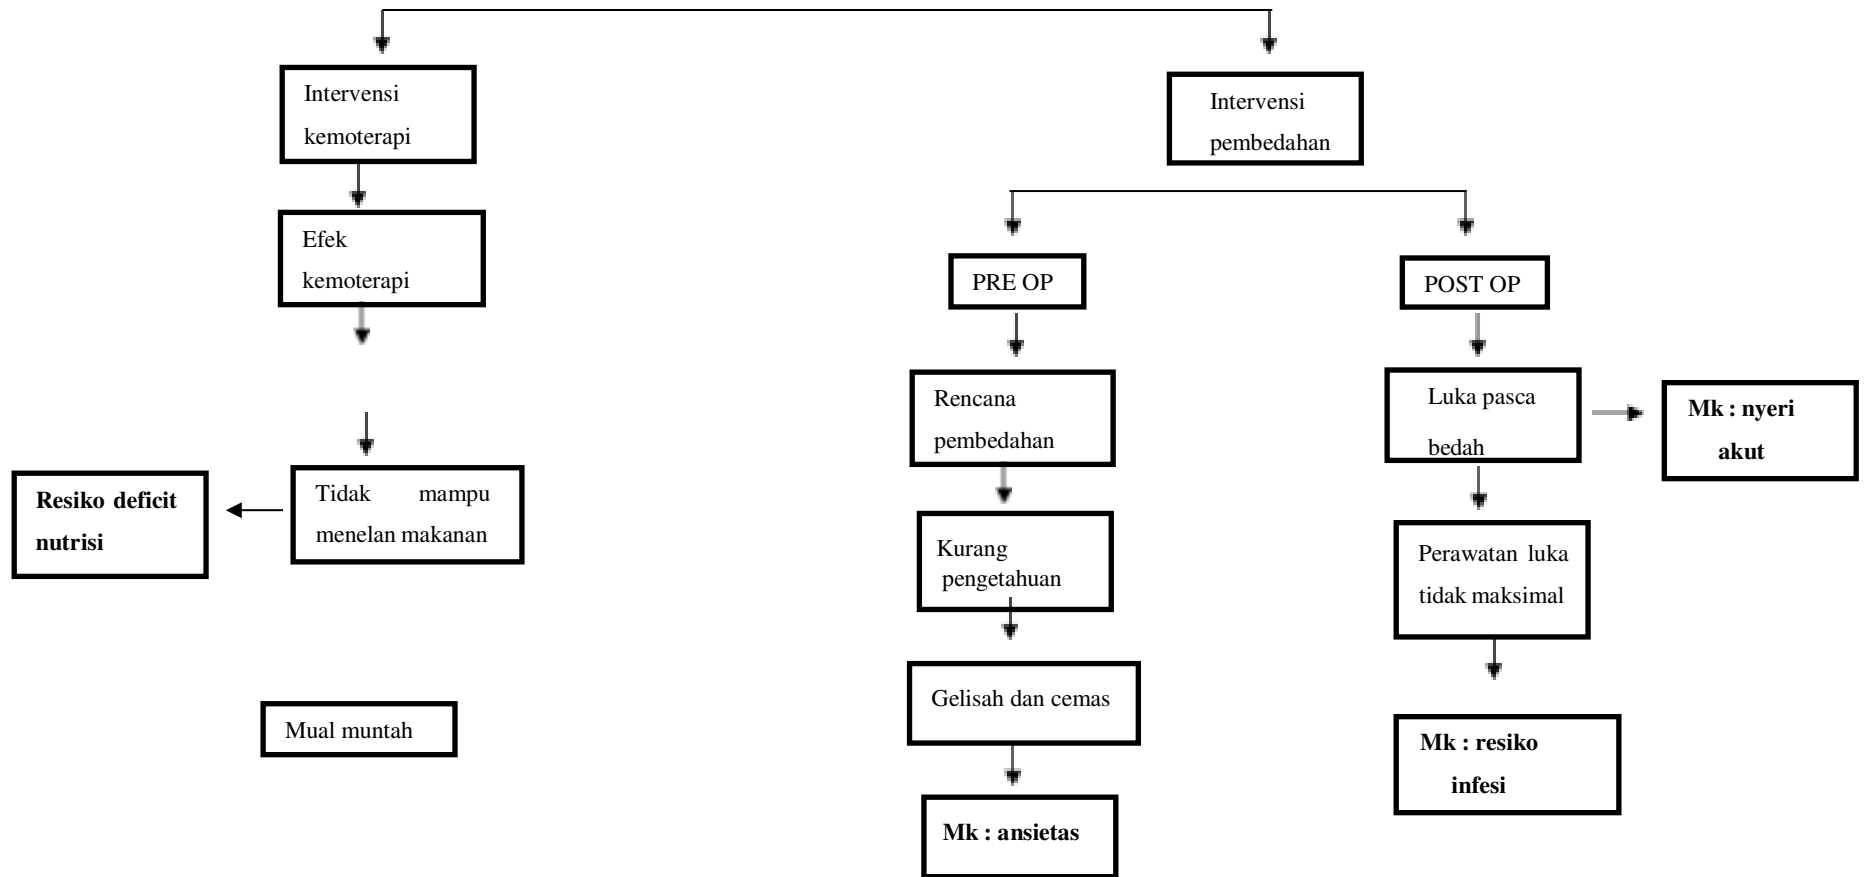 Intervensi
kemoterapi
Efek
kemoterapi
Tidak mampu
menelan makanan
Resiko deficit
nutrisi
Mual muntah
Intervensi
pembedahan
PRE OP
Rencana
pembedahan
Kurang
pengetahuan
Gelisah dan cemas
Mk : ansietas
POST OP
Luka pasca
bedah
Mk : nyeri
akut
Perawatan luka
tidak maksimal
Mk : resiko
infesi